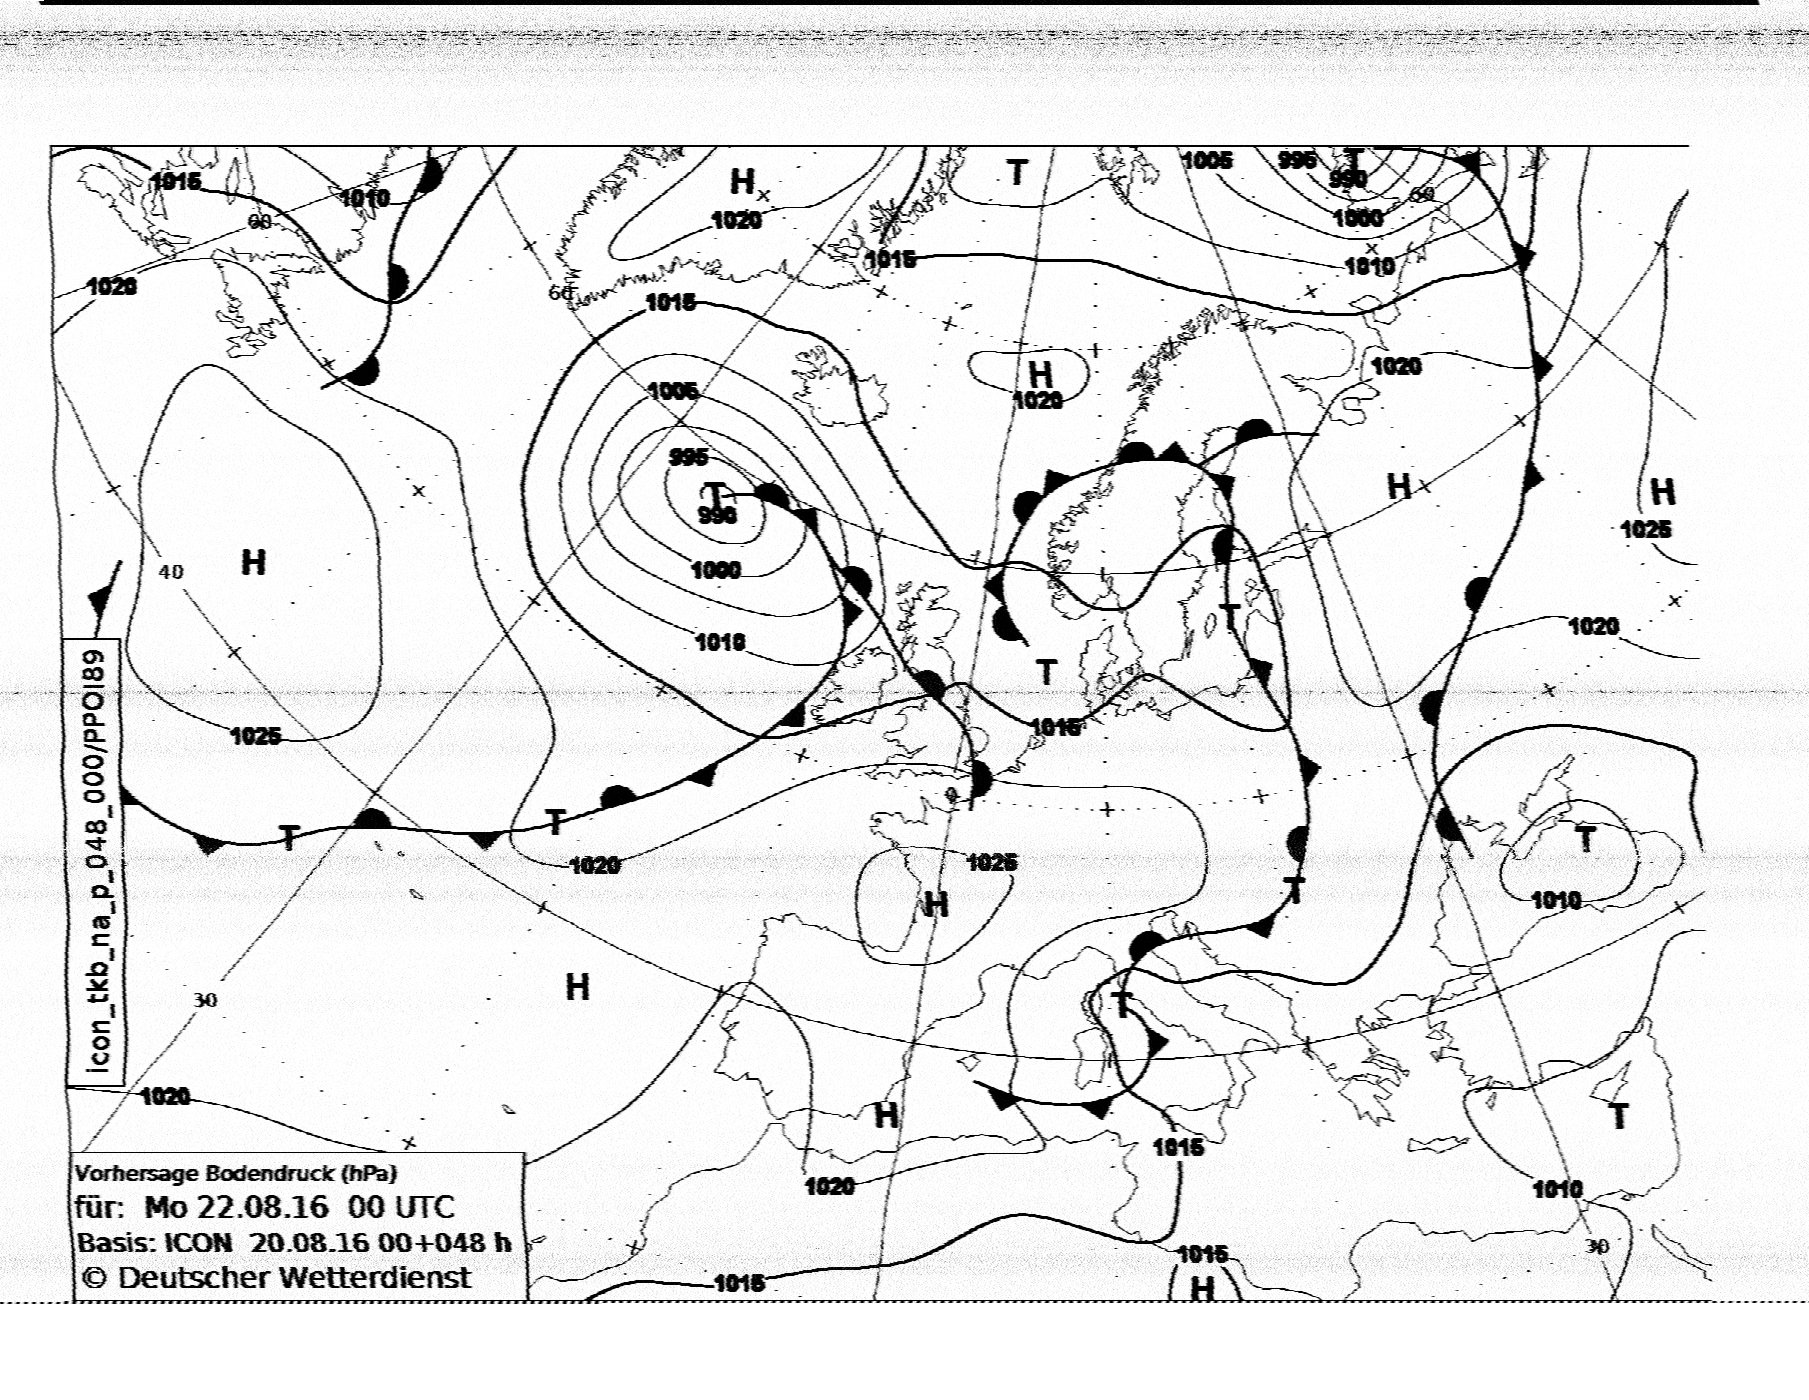 1015
H
T
1005
995
T
990
60
1010
60
1020
1000
1020
1015
1010
60
1015
1020
H
1020
1005
995
T
990
H
H
1025
H
40
1000
T
1020
1010
T
1015
1025
0
T
T
T
1020
1025
T
H
1010
H
30
T
1020
H
T
1015
1020
1010
1015
30
1015
H
icon_tkb_na_p_048_000/PPOI89
Vorhersage Bodendruck (hPa)
für: Mo 22.08.16 00 UTC
Basis: ICON 20.08.16 00+048 h
© Deutscher Wetterdienst